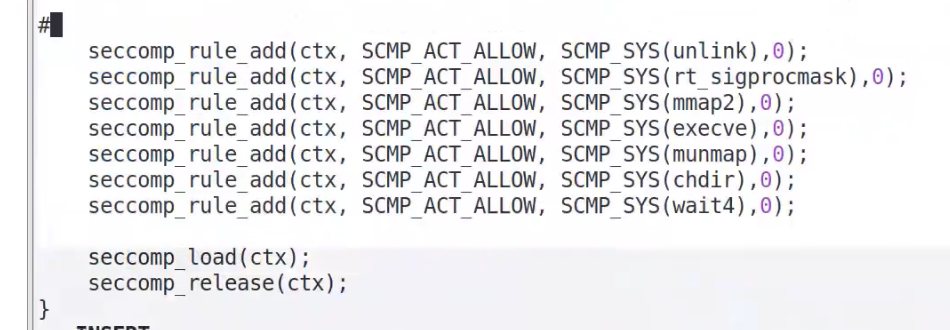 #
seccomp_rule_add(ctx, SCMP_ACT_ALLOW, SCMP_SYS(unlink),0);
seccomp_rule_add(ctx, SCMP_ACT_ALLOW, SCMP_SYS(rt_sigprocmask),0);
seccomp_rule_add(ctx, SCMP_ACT_ALLOW, SCMP_SYS(mmap2),0);
seccomp_rule_add(ctx, SCMP_ACT_ALLOW, SCMP_SYS(execve),0);
seccomp_rule_add(ctx, SCMP_ACT_ALLOW, SCMP_SYS(munmap),0);
seccomp_rule_add(ctx, SCMP_ACT_ALLOW, SCMP_SYS(chdir),0);
seccomp_rule_add(ctx, SCMP_ACT_ALLOW, SCMP_SYS(wait4),0);
seccomp_load(ctx);
seccomp_release(ctx);
}
INSERT